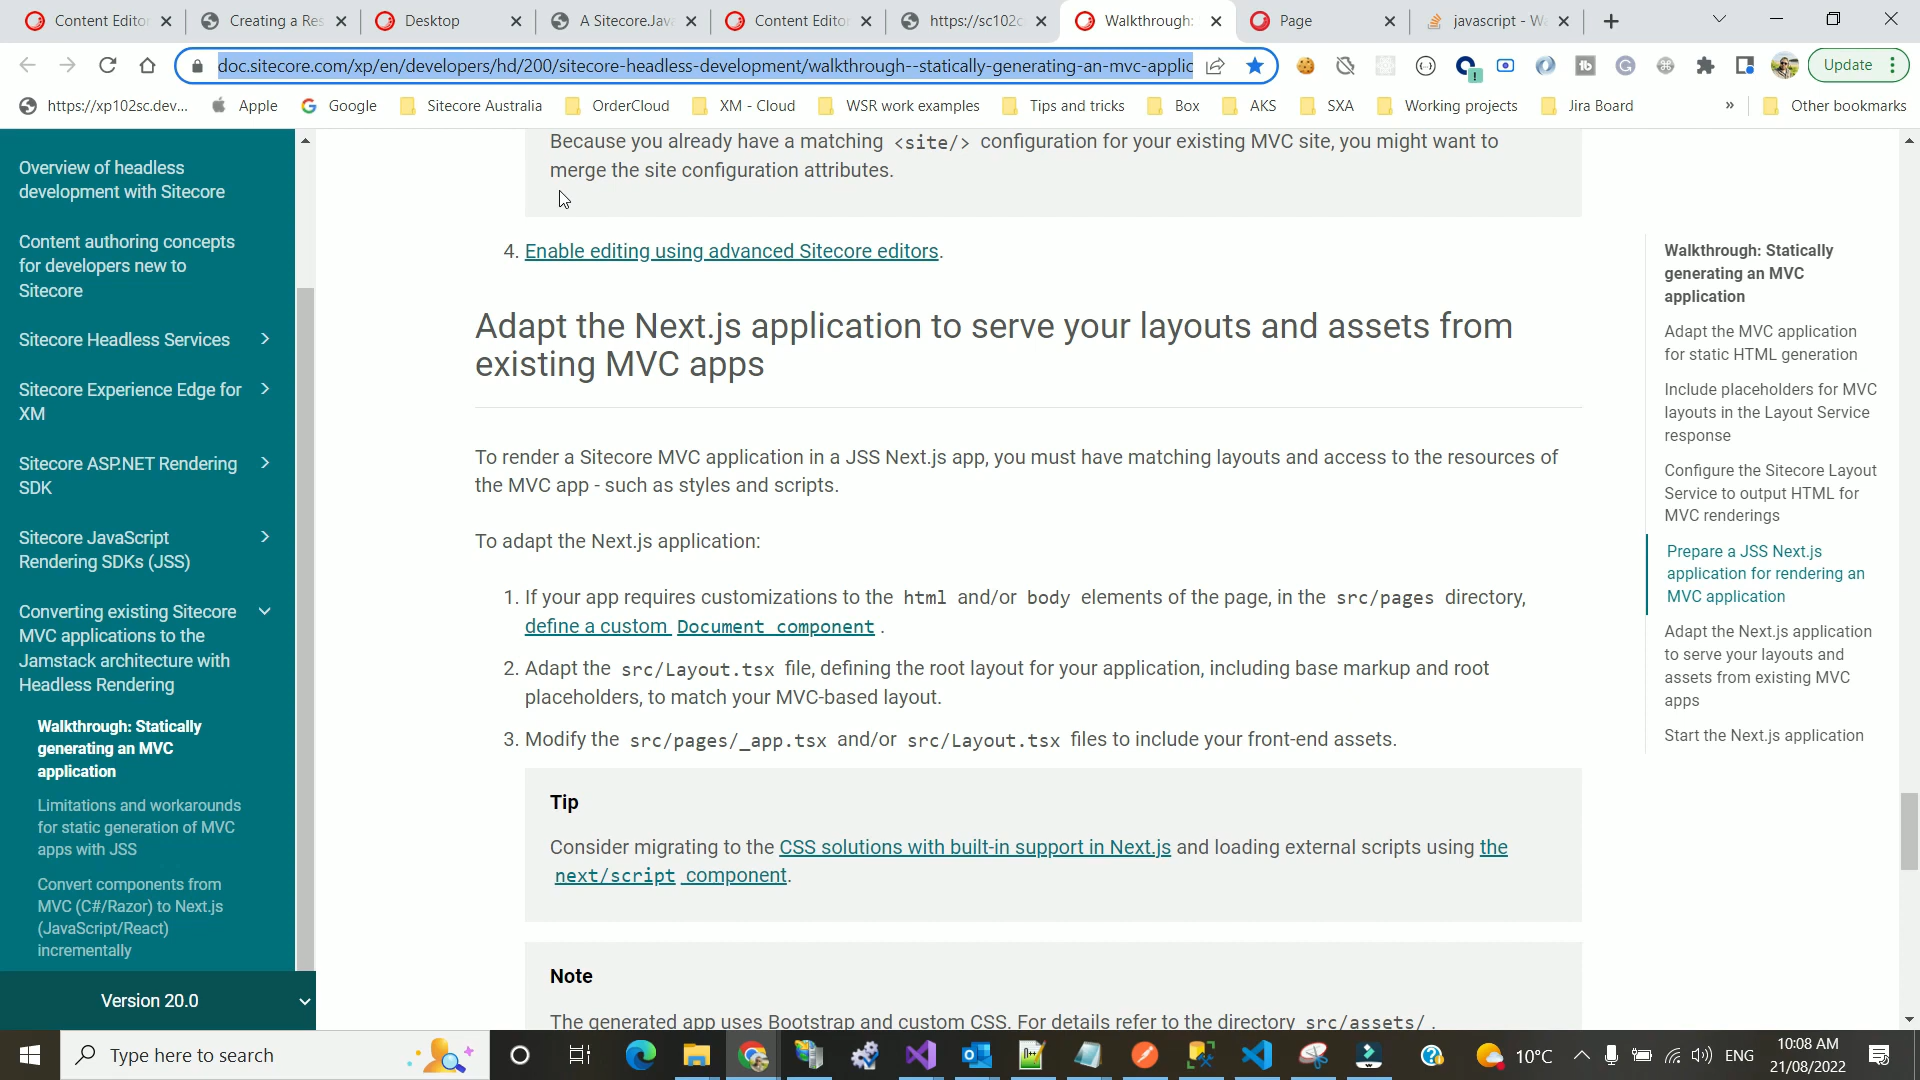 Content Editor
Creating a Res
Desktop
A Sitecore.Java
Content Editor
https://sc102c
Walkthrough:
Page
javascript - W
doc.sitecore.com/xp/en/developers/hd/200/sitecore-headless-development/walkthrough--statically-generating-an-mvc-applic
Update
https://xp102sc.dev...
Apple
Google
Sitecore Australia
OrderCloud
XM - Cloud
WSR work examples
Tips and tricks
Box
AKS
SXA
Working projects
Jira Board
»
Other bookmarks
Overview of headless
development with Sitecore
Content authoring concepts
for developers new to
Sitecore
Sitecore Headless Services
Sitecore Experience Edge for
XM
Sitecore ASP.NET Rendering
SDK
Sitecore JavaScript
Rendering SDKs (JSS)
Converting existing Sitecore
MVC applications to the
Jamstack architecture with
Headless Rendering
Walkthrough: Statically
generating an MVC
application
Limitations and workarounds
for static generation of MVC
apps with JSS
Convert components from
MVC (C#/Razor) to Next.js
(JavaScript/React)
incrementally
Version 20.0
Because you already have a matching <site/> configuration for your existing MVC site, you might want to
merge the site configuration attributes.
4. Enable editing using advanced Sitecore editors.
Adapt the Next.js application to serve your layouts and assets from
existing MVC apps
To render a Sitecore MVC application in a JSS Next.js app, you must have matching layouts and access to the resources of
the MVC app - such as styles and scripts.
To adapt the Next.js application:
1. If your app requires customizations to the html and/or body elements of the page, in the src/pages directory,
define a custom Document component .
2. Adapt the src/Layout.tsx file, defining the root layout for your application, including base markup and root
placeholders, to match your MVC-based layout.
3. Modify the src/pages/_app.tsx and/or src/Layout.tsx files to include your front-end assets.
Tip
Consider migrating to the CSS solutions with built-in support in Next.js and loading external scripts using the
next/script component.
Note
The generated app uses Bootstrap and custom CSS. For details refer to the directory src/assets/ .
Walkthrough: Statically
generating an MVC
application
Adapt the MVC application
for static HTML generation
Include placeholders for MVC
layouts in the Layout Service
response
Configure the Sitecore Layout
Service to output HTML for
MVC renderings
Prepare a JSS Next.js
application for rendering an
MVC application
Adapt the Next.js application
to serve your layouts and
assets from existing MVC
apps
Start the Next.js application
Type here to search
10°C
ENG
10:08 AM
21/08/2022